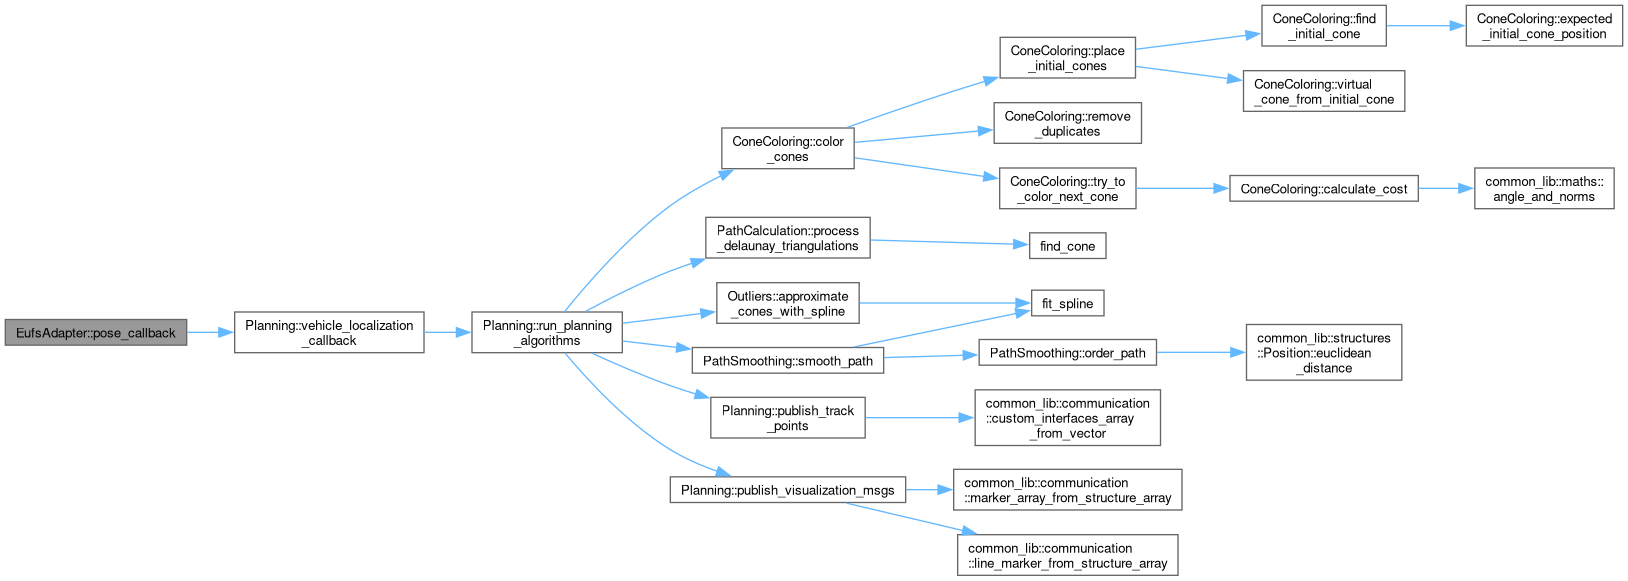 EufsAdapter::pose_callback
Planning::vehicle_localization
_callback
Planning::run_planning
_algorithms
ConeColoring::color
_cones
ConeColoring::place
_initial_cones
ConeColoring::find
_initial_cone
ConeColoring::expected
_initial_cone_position
ConeColoring::virtual
_cone_from_initial_cone
ConeColoring::remove
_duplicates
ConeColoring::try_to
_color_next_cone
ConeColoring::calculate_cost
common_lib::maths::
angle_and_norms
PathCalculation::process
_delaunay_triangulations
find_cone
Outliers::approximate
_cones_with_spline
fit_spline
PathSmoothing::smooth_path
PathSmoothing::order_path
common_lib::structures
::Position::euclidean
_distance
Planning::publish_track
_points
common_lib::communication
::custom_interfaces_array
_from_vector
Planning::publish_visualization_msgs
common_lib::communication
::marker_array_from_structure_array
common_lib::communication
::line_marker_from_structure_array